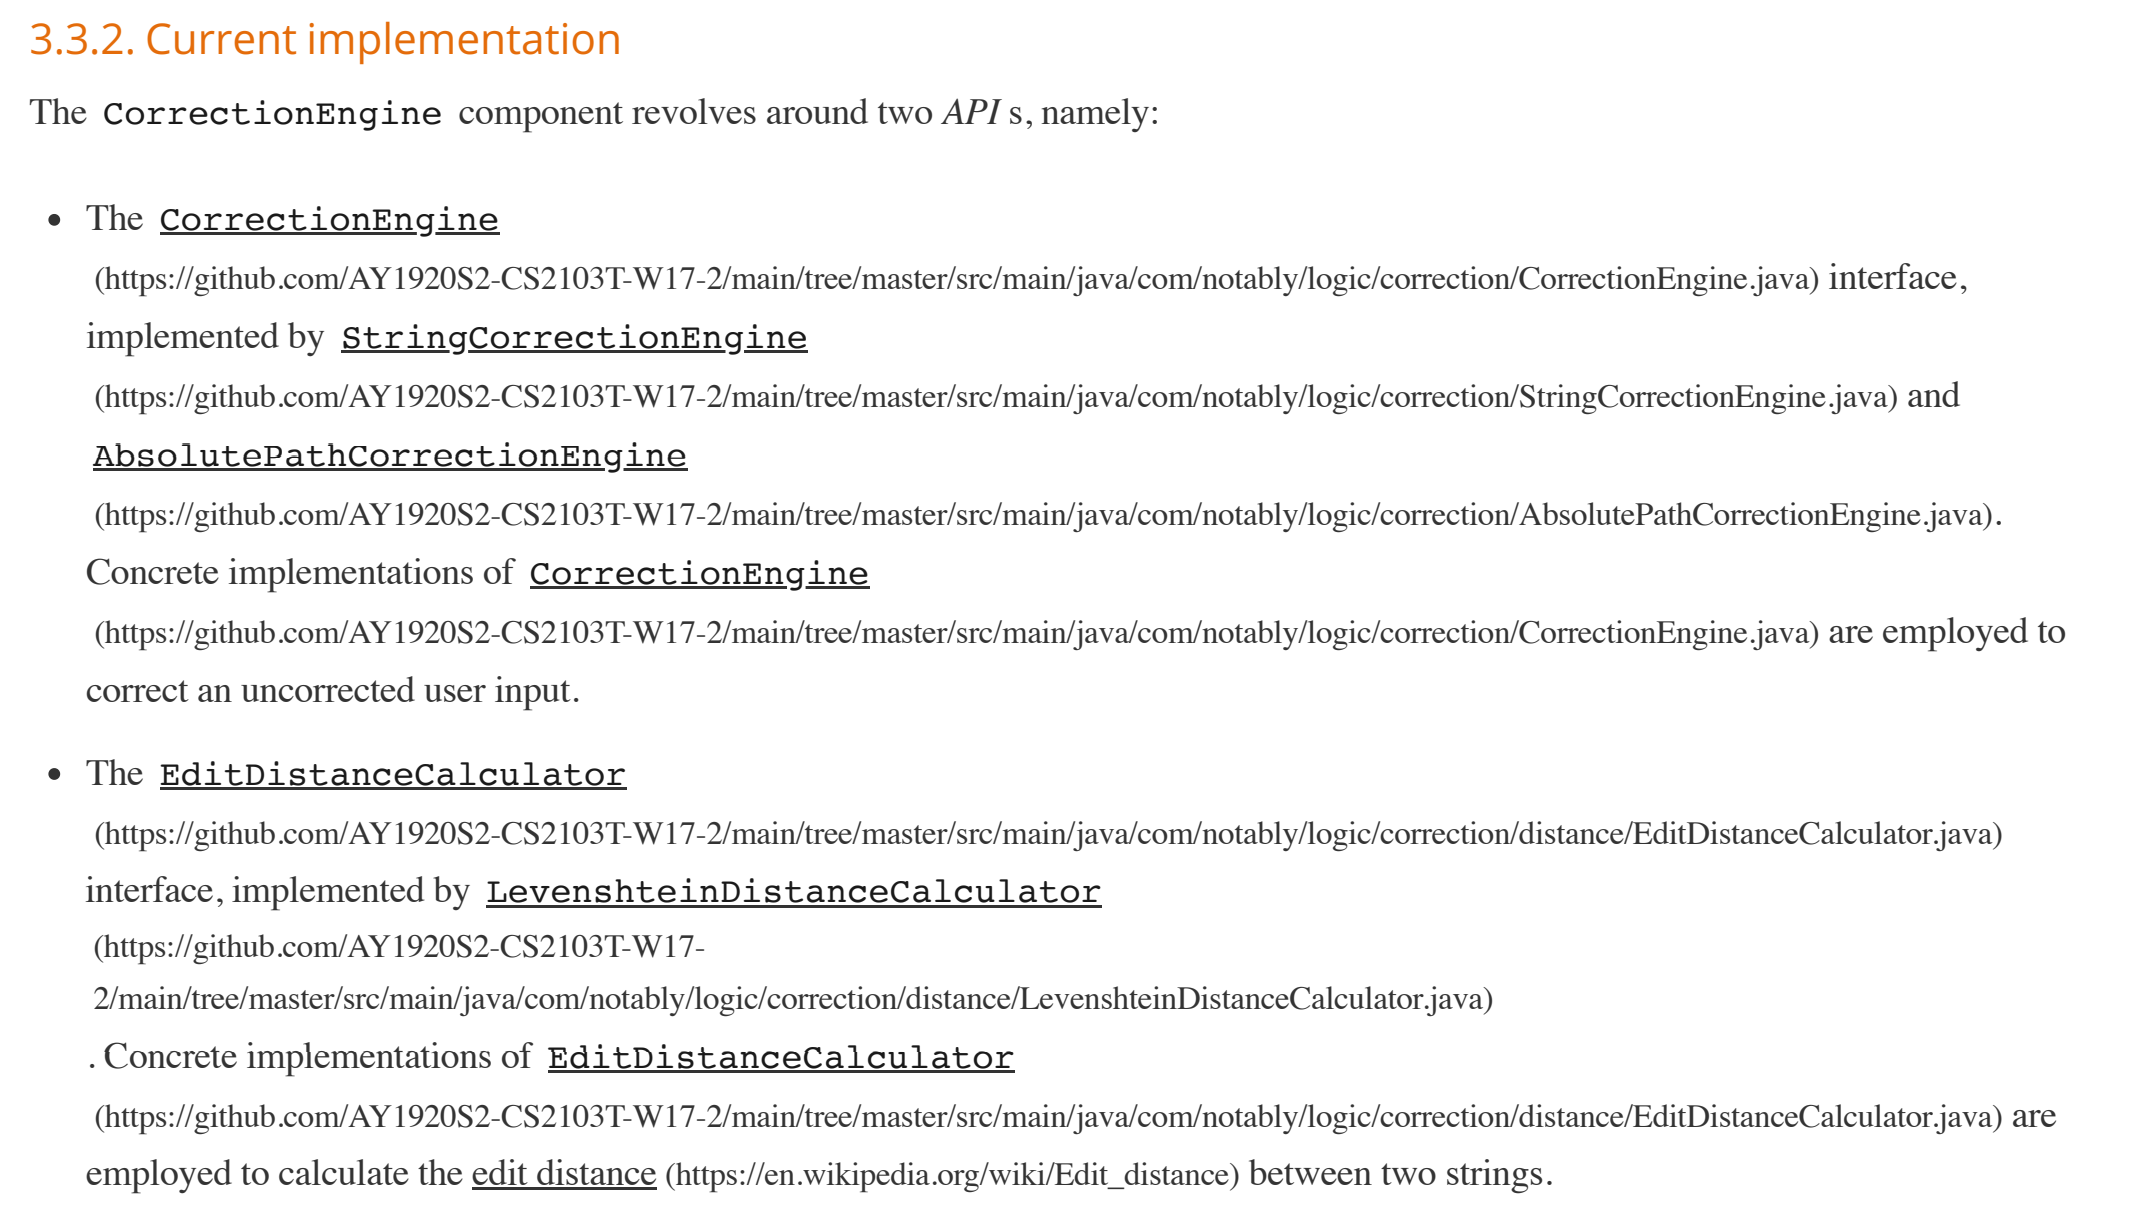 3.3.2. Current implementation
The CorrectionEngine component revolves around two API s, namely:
• The CorrectionEngine
(https://github.com/AY1920S2-CS2103T-W17-2/main/tree/master/src/main/java/com/notably/logic/correction/CorrectionEngine.java) interface,
implemented by StringCorrectionEngine
(https://github.com/AY1920S2-CS2103T-W17-2/main/tree/master/src/main/java/com/notably/logic/correction/StringCorrectionEngine.java) and
AbsolutePathCorrectionEngine
(https://github.com/AY1920S2-CS2103T-W17-2/main/tree/master/src/main/java/com/notably/logic/correction/AbsolutePathCorrectionEngine.java).
Concrete implementations of CorrectionEngine
(https://github.com/AY1920S2-CS2103T-W17-2/main/tree/master/src/main/java/com/notably/logic/correction/CorrectionEngine.java) are employed to
correct an uncorrected user input.
• The EditDistanceCalculator
(https://github.com/AY1920S2-CS2103T-W17-2/main/tree/master/src/main/java/com/notably/logic/correction/distance/EditDistanceCalculator.java)
interface, implemented by LevenshteinDistanceCalculator
(https://github.com/AY1920S2-CS2103T-W17-
2/main/tree/master/src/main/java/com/notably/logic/correction/distance/LevenshteinDistanceCalculator.java)
. Concrete implementations of EditDistanceCalculator
(https://github.com/AY1920S2-CS2103T-W17-2/main/tree/master/src/main/java/com/notably/logic/correction/distance/EditDistanceCalculator.java) are
employed to calculate the edit distance (https://en.wikipedia.org/wiki/Edit_distance) between two strings.